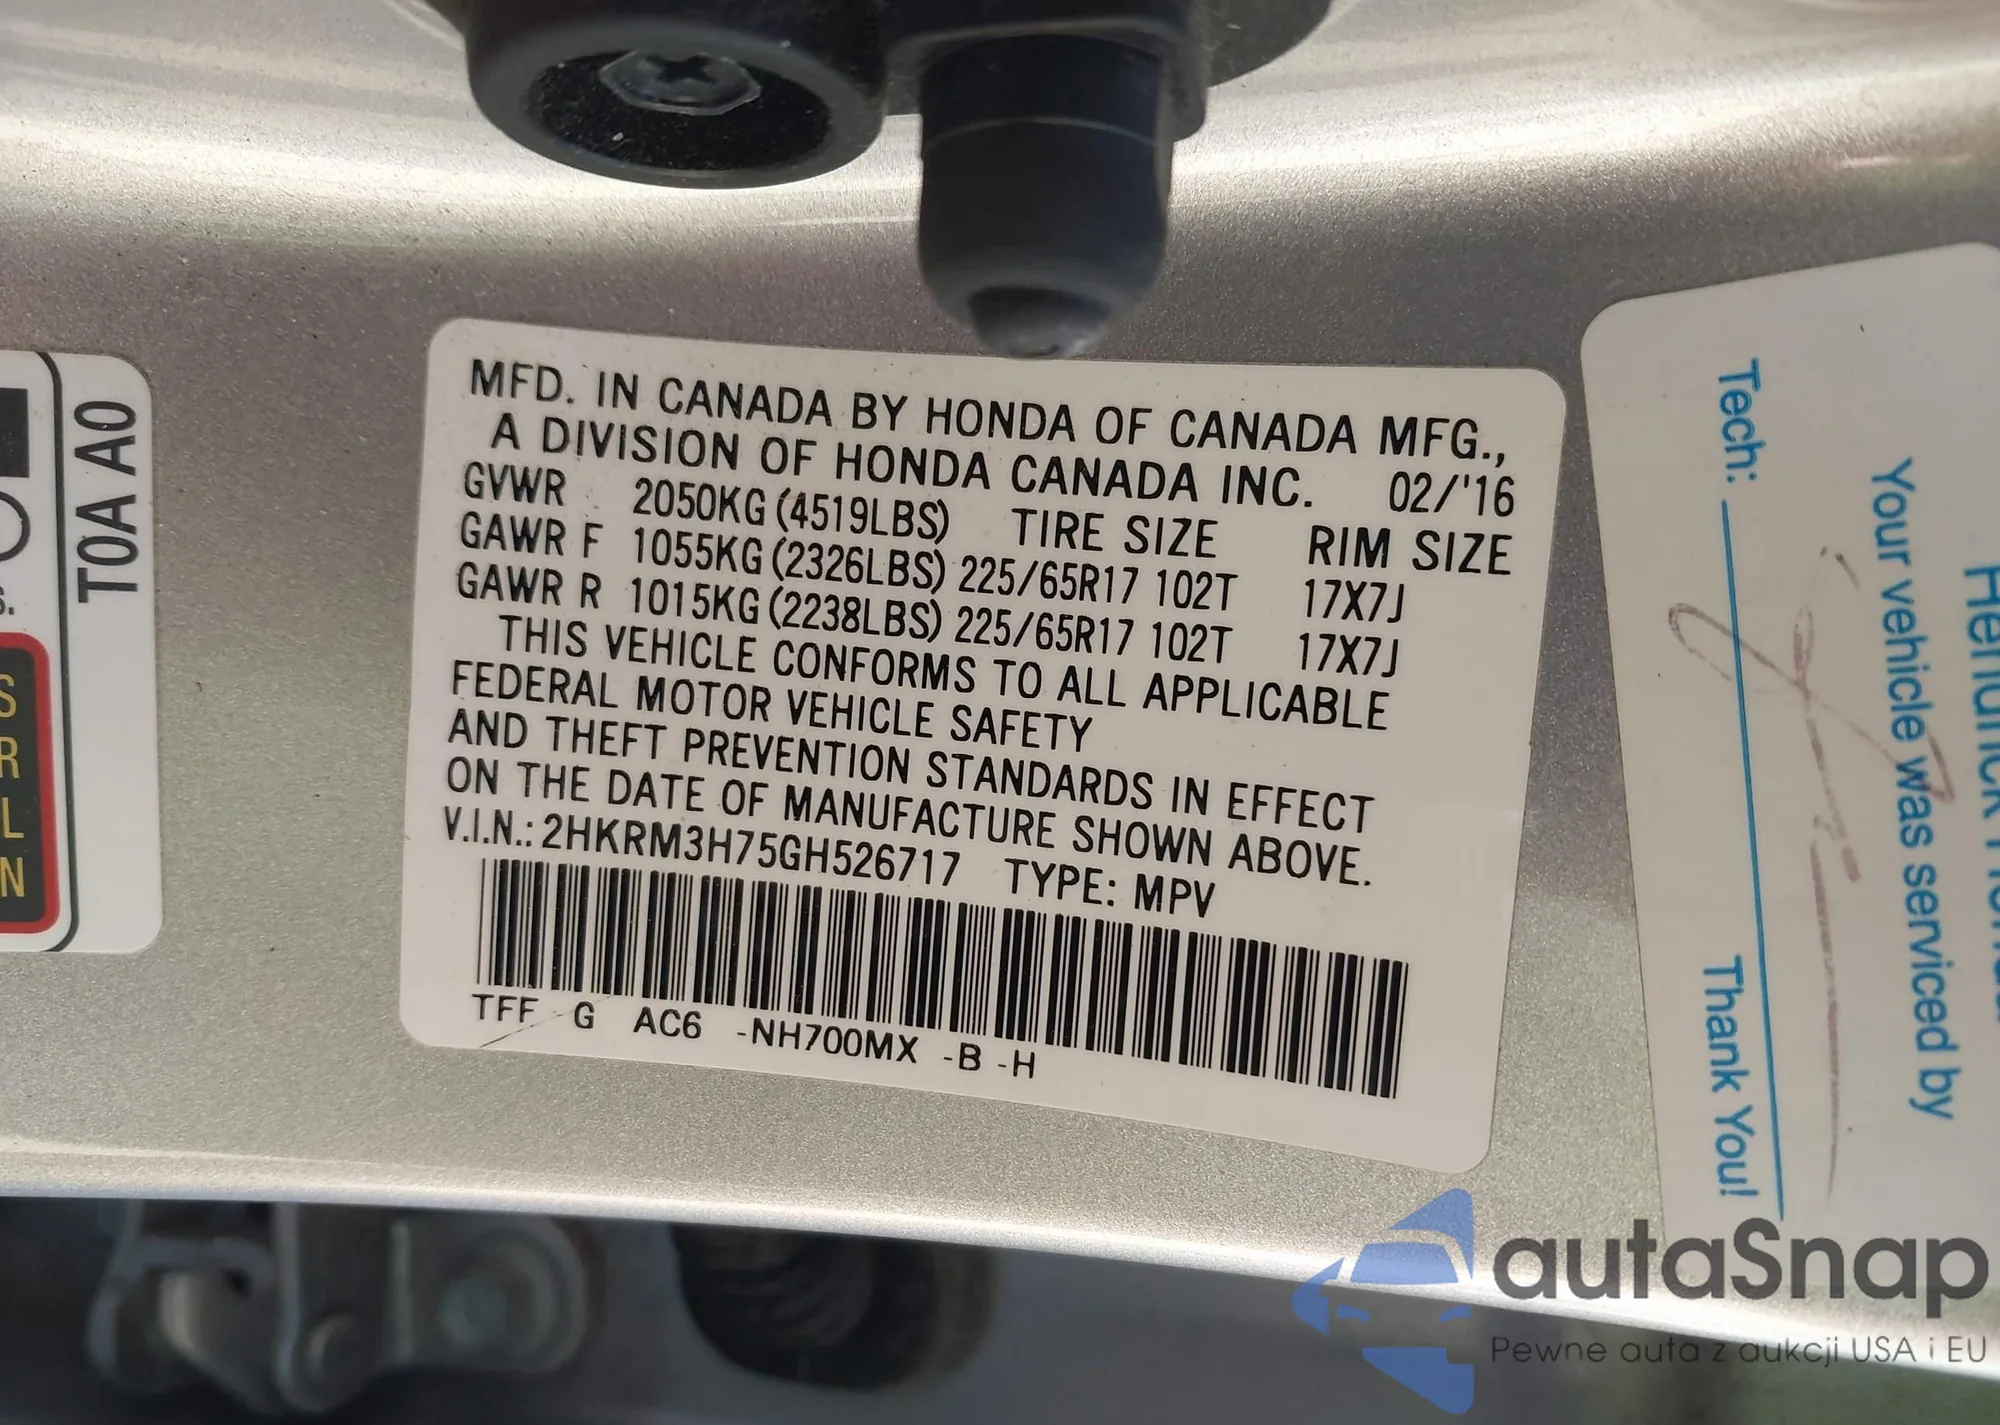 MFD. IN CANADA BY HONDA OF CANADA MFG.,
A DIVISION OF HONDA CANADA INC. 02/'16
GVWR 2050KG (4519LBS) TIRE SIZE RIM SIZE
GAWR F 1055KG (2326LBS) 225/65R17 102T 17X7J
GAWR R 1015KG (2238LBS) 225/65R17 102T 17X7J
THIS VEHICLE CONFORMS TO ALL APPLICABLE
FEDERAL MOTOR VEHICLE SAFETY
AND THEFT PREVENTION STANDARDS IN EFFECT
ON THE DATE OF MANUFACTURE SHOWN ABOVE.
V.I.N.: 2HKRM3H75GH526717 TYPE: MPV
TFF G AC6 -NH700MX -B -H
T0A A0
S
R
L
N
Your vehicle was serviced by
Tech:
Thank You!
autaSnap
Pewne auta z aukcji USA i EU